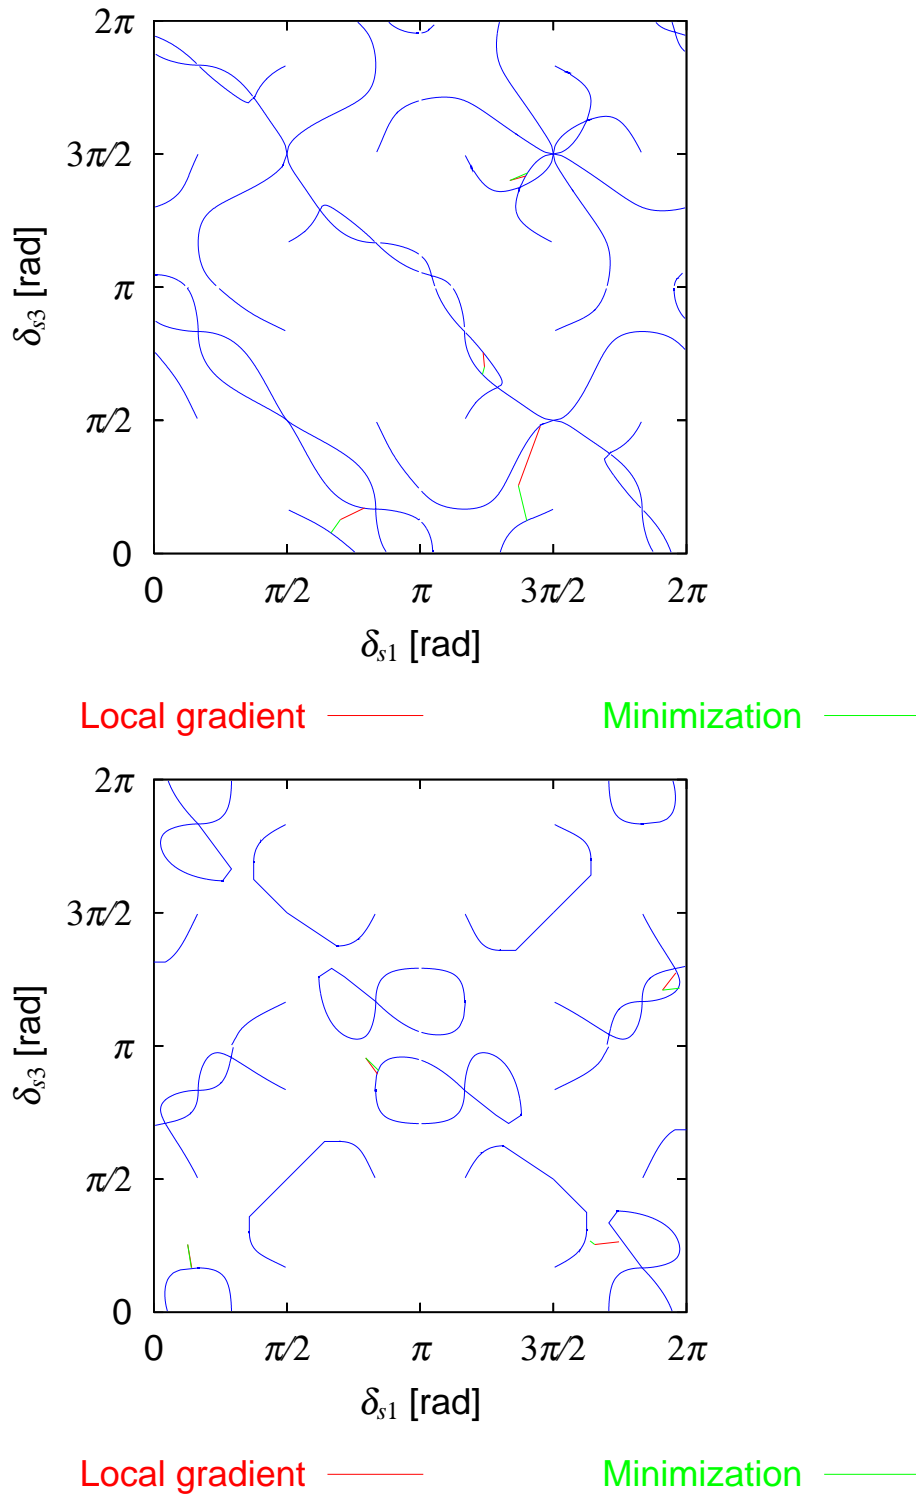 2π
3π/2
π
π/2
0
δs3 [rad]
0 π/2 π 3π/2 2π
δs1 [rad]
Local gradient Minimization
2π
3π/2
π
π/2
0
δs3 [rad]
0 π/2 π 3π/2 2π
δs1 [rad]
Local gradient Minimization